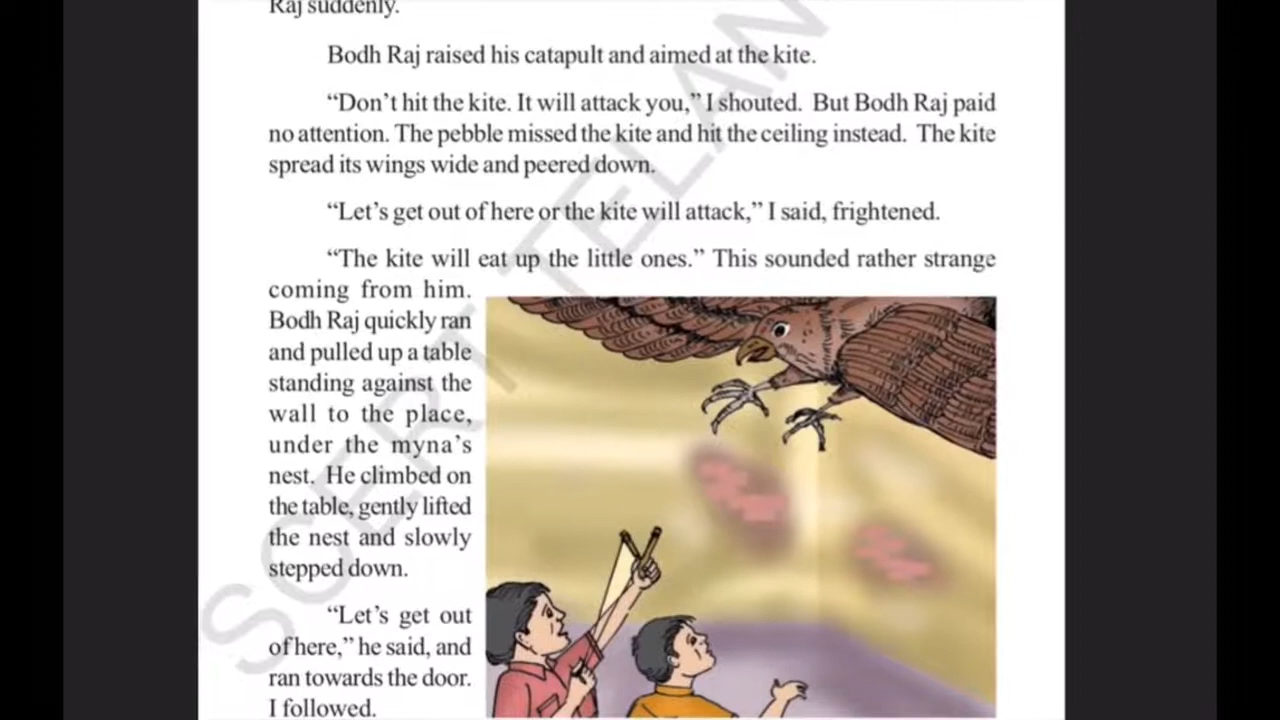 Raj suddenly.
Bodh Raj raised his catapult and aimed at the kite.
“Don’t hit the kite. It will attack you,” I shouted. But Bodh Raj paid
no attention. The pebble missed the kite and hit the ceiling instead. The kite
spread its wings wide and peered down.
“Let’s get out of here or the kite will attack,” I said, frightened.
“The kite will eat up the little ones.” This sounded rather strange
coming from him.
Bodh Raj quickly ran
and pulled up a table
standing against the
wall to the place,
under the myna’s
nest. He climbed on
the table, gently lifted
the nest and slowly
stepped down.
“Let’s get out
of here,” he said, and
ran towards the door.
I followed.
SCERT TELAN